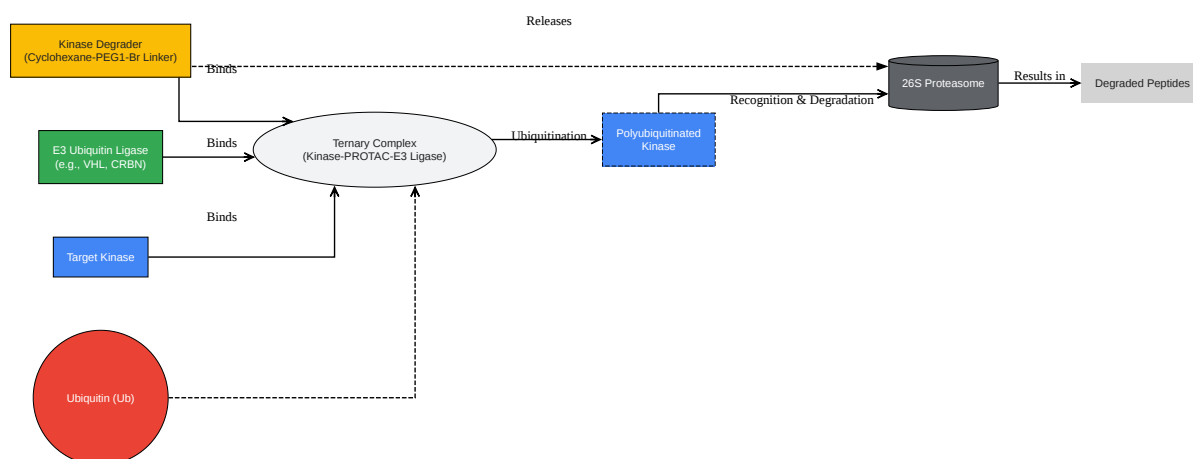 Releases
Kinase Degrader
(Cyclohexane-PEG1-Br Linker)
Binds
26S Proteasome
Results in
Degraded Peptides
Recognition & Degradation
E3 Ubiquitin Ligase
(e.g., VHL, CRBN)
Binds
Ternary Complex
(Kinase-PROTAC-E3 Ligase)
Ubiquitination
Polyubiquitinated
Kinase
Binds
Target Kinase
Ubiquitin (Ub)